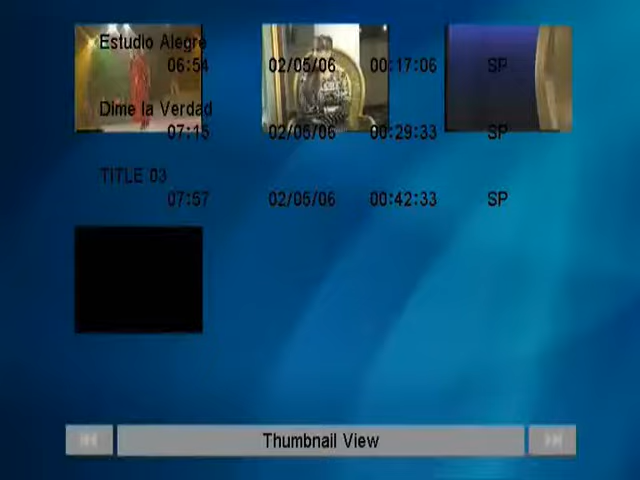 Estudio Alegre
06:54 02/05/06 00:17:06 SP
Dime la Verdad
07:15 02/05/06 00:29:33 SP
TITLE 03
07:57 02/05/06 00:42:33 SP
Thumbnail View